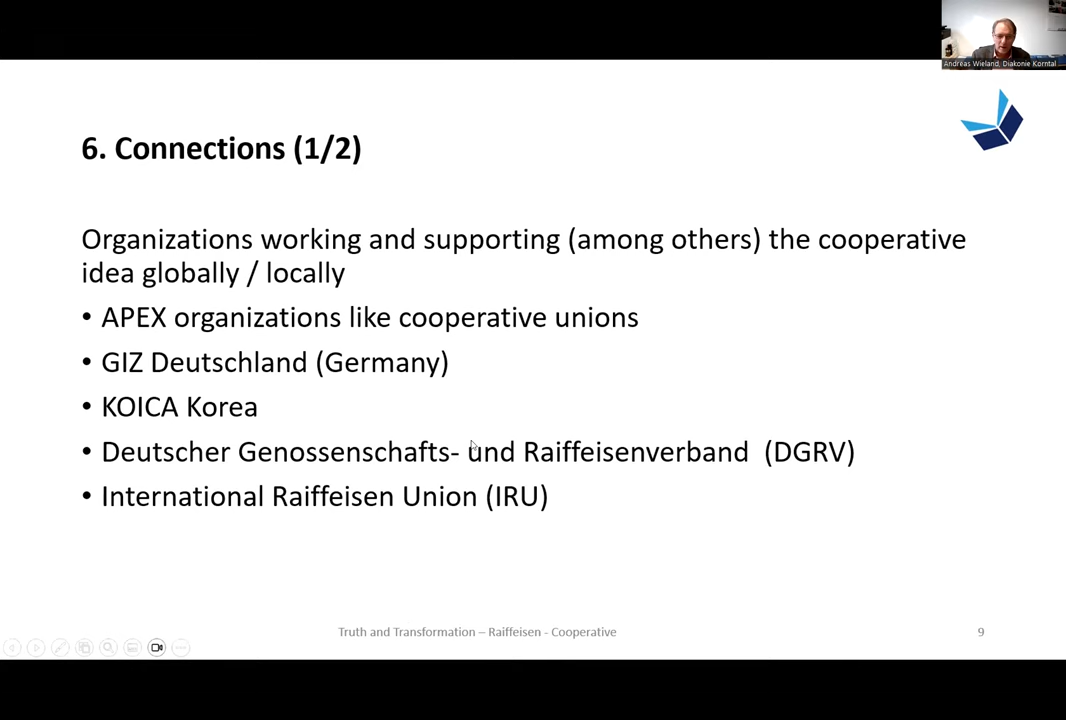 Andreas Wieland, Diakonie Korntal
6. Connections (1/2)
Organizations working and supporting (among others) the cooperative
idea globally / locally
• APEX organizations like cooperative unions
• GIZ Deutschland (Germany)
• KOICA Korea
• Deutscher Genossenschafts- und Raiffeisenverband (DGRV)
• International Raiffeisen Union (IRU)
Truth and Transformation – Raiffeisen - Cooperative
9